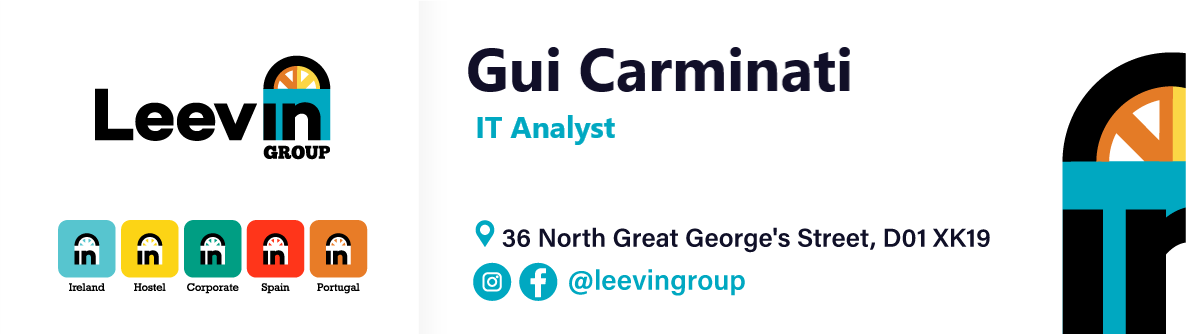 Leevin
GROUP
in in in in in
Ireland Hostel Corporate Spain Portugal
Gui Carminati
IT Analyst
36 North Great George's Street, D01 XK19
@leevingroup